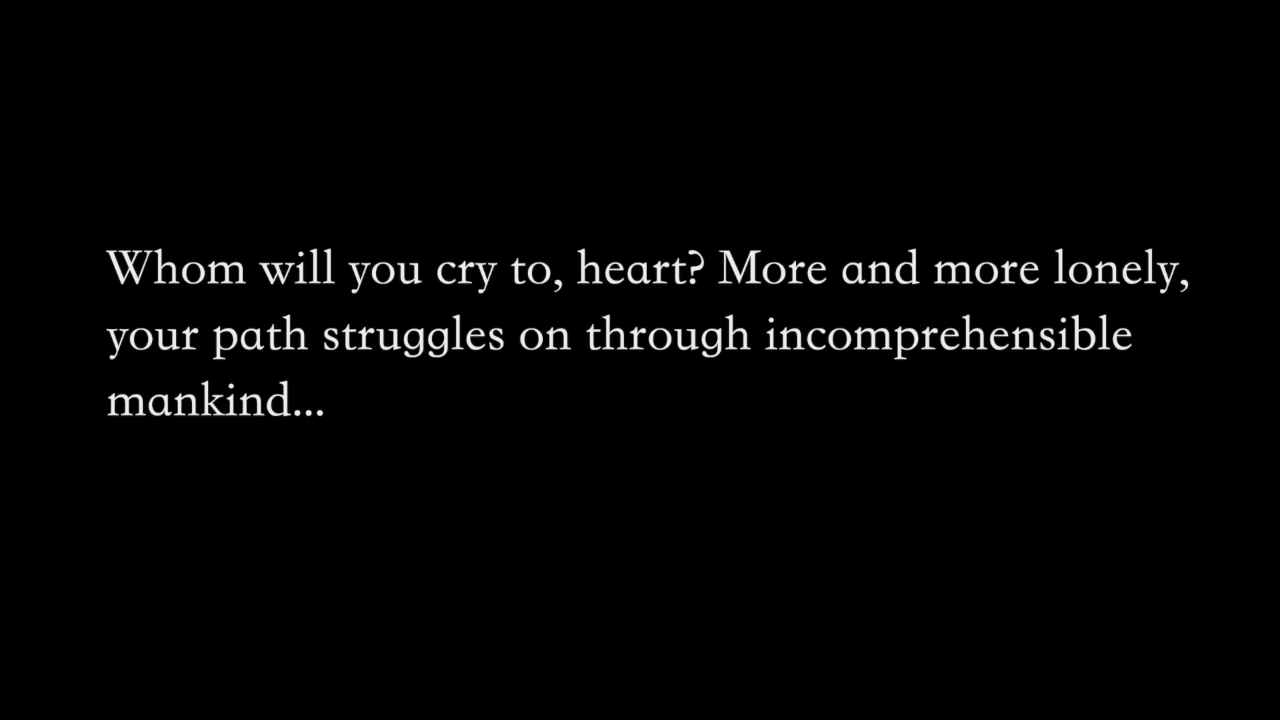 Whom will you cry to, heart? More and more lonely,
your path struggles on through incomprehensible
mankind...